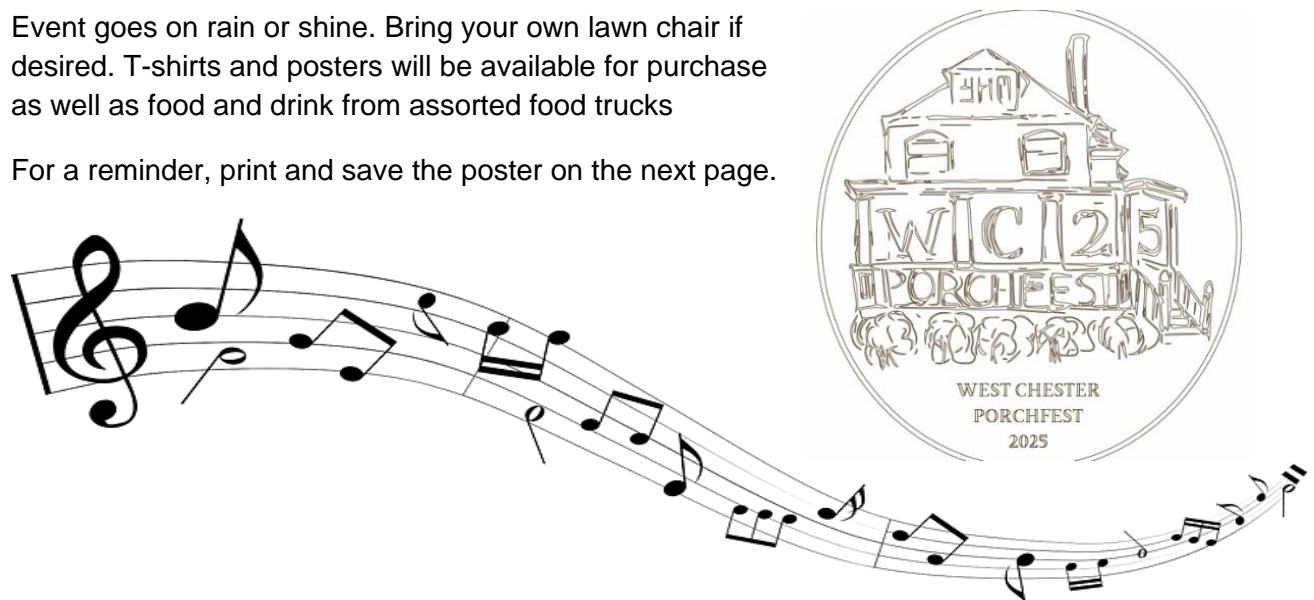 Event goes on rain or shine. Bring your own lawn chair if
desired. T-shirts and posters will be available for purchase
as well as food and drink from assorted food trucks
For a reminder, print and save the poster on the next page.
WC25
PORCHFEST
WEST CHESTER
PORCHFEST
2025